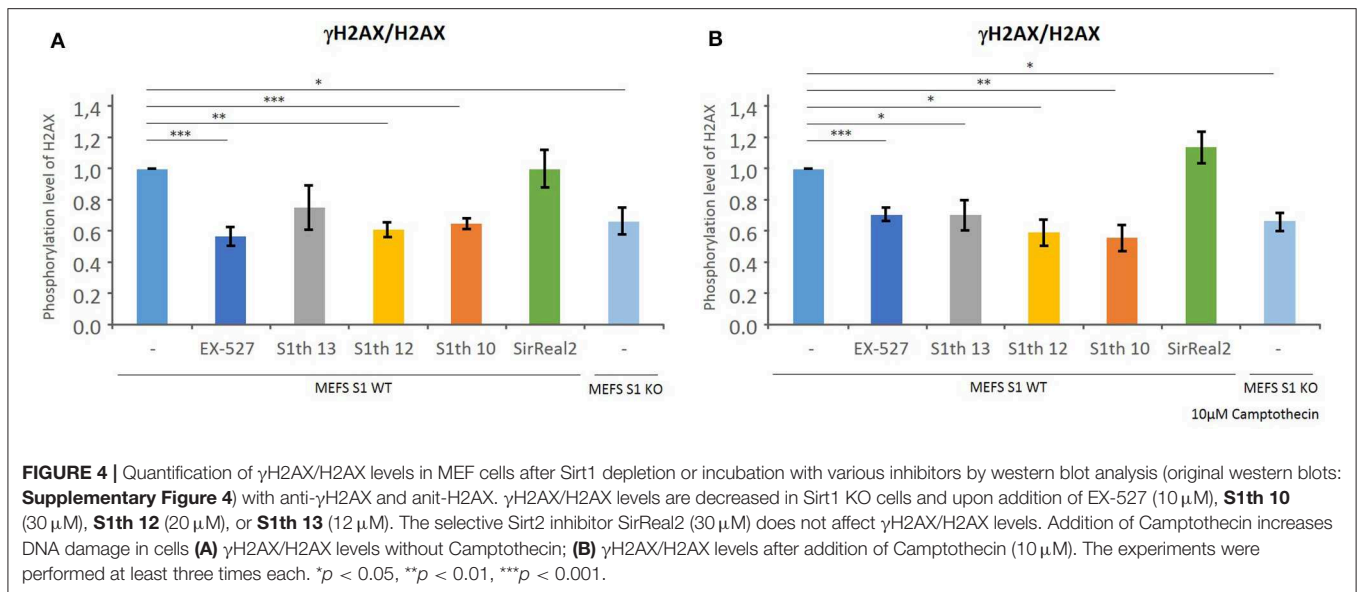 A
γH2AX/H2AX
*
***
**
***
Phosphorylation level of H2AX
1,4
1,2
1,0
0.8
0.6
0.4
0.2
0.0
- EX-527 S1th 13 S1th 12 S1th 10 SirReal2 -
MEFS S1 WT MEFS S1 KO
B
γH2AX/H2AX
*
**
*
*
***
Phosphorylation level of H2AX
1,4
1,2
1,0
0.8
0.6
0.4
0.2
0.0
- EX-527 S1th 13 S1th 12 S1th 10 SirReal2 -
MEFS S1 WT MEFS S1 KO
10µM Camptothecin
FIGURE 4 | Quantification of γH2AX/H2AX levels in MEF cells after Sirt1 depletion or incubation with various inhibitors by western blot analysis (original western blots:
Supplementary Figure 4) with anti-γH2AX and anit-H2AX. γH2AX/H2AX levels are decreased in Sirt1 KO cells and upon addition of EX-527 (10 µM), S1th 10
(30 µM), S1th 12 (20 µM), or S1th 13 (12 µM). The selective Sirt2 inhibitor SirReal2 (30 µM) does not affect γH2AX/H2AX levels. Addition of Camptothecin increases
DNA damage in cells (A) γH2AX/H2AX levels without Camptothecin; (B) γH2AX/H2AX levels after addition of Camptothecin (10 µM). The experiments were
performed at least three times each. *p < 0.05, **p < 0.01, ***p < 0.001.